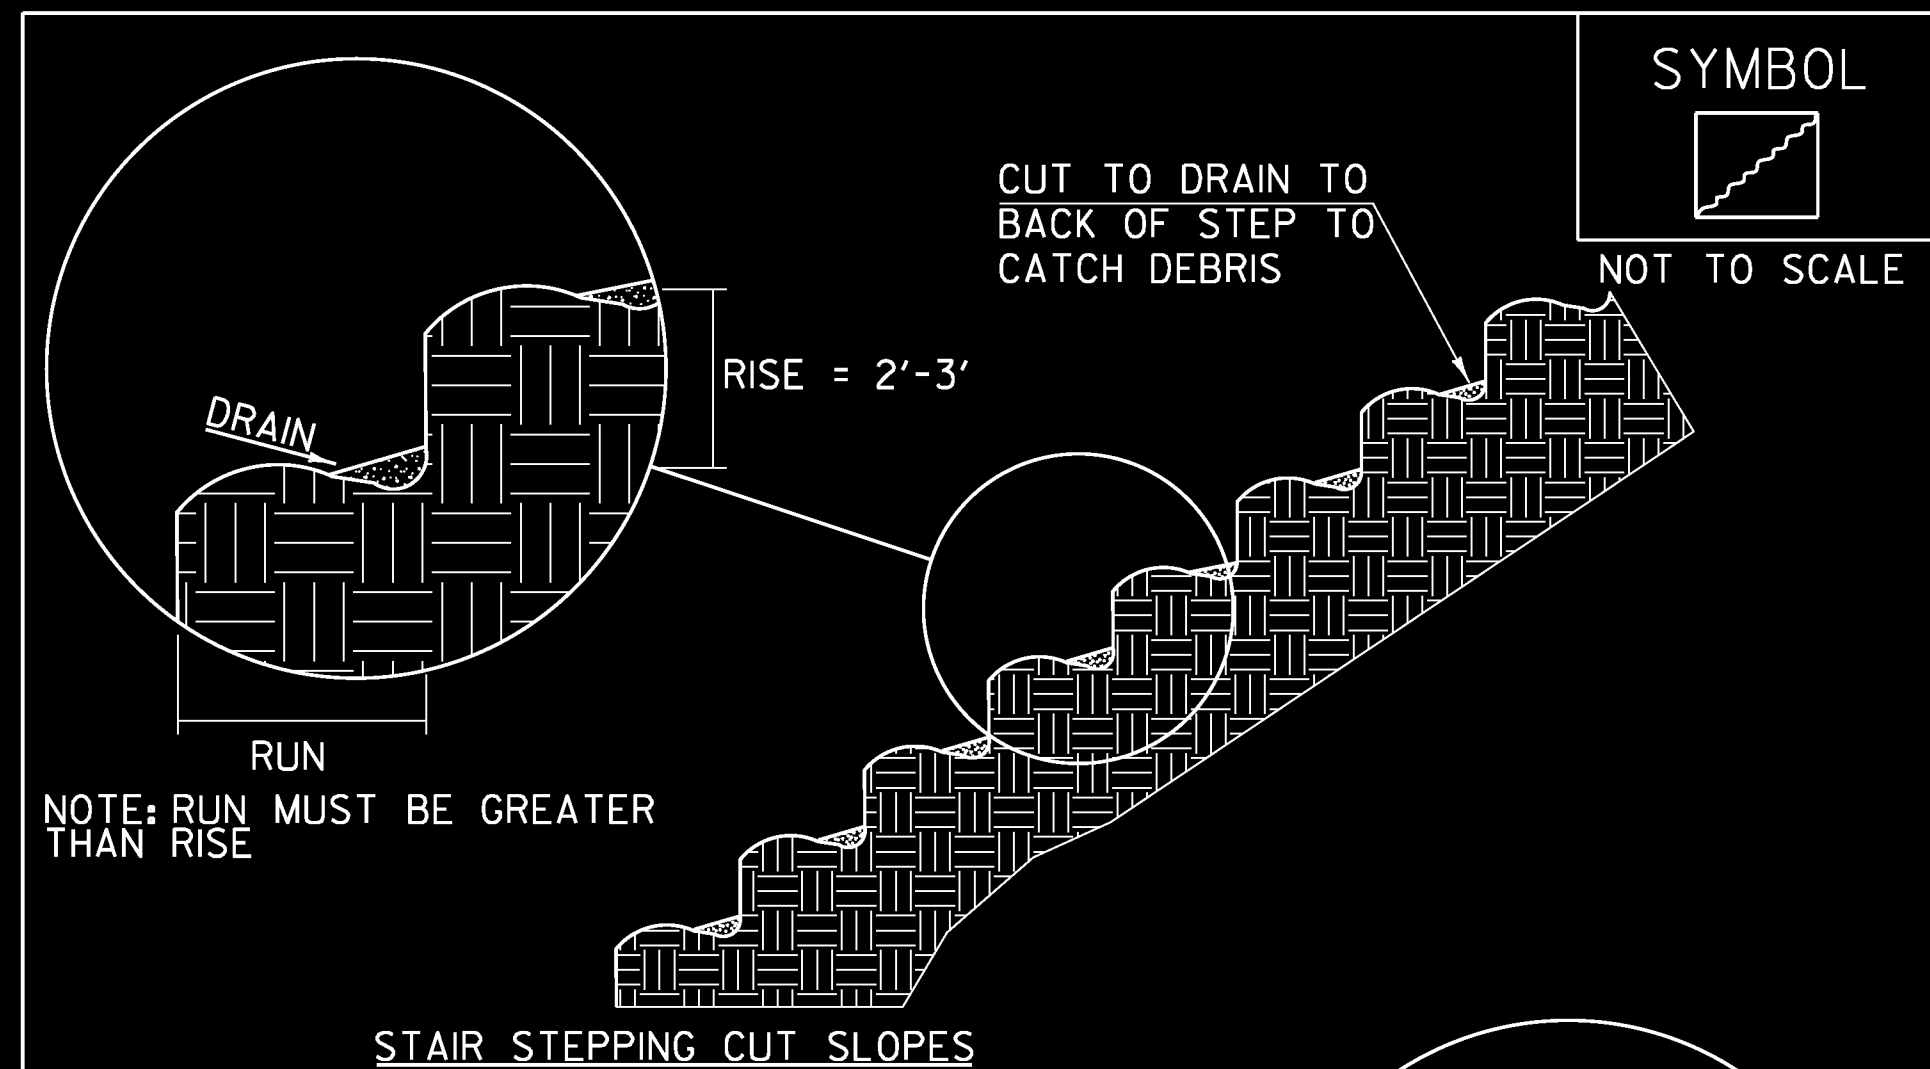 SYMBOL
NOT TO SCALE
CUT TO DRAIN TO
BACK OF STEP TO
CATCH DEBRIS
RISE = 2'-3'
DRAIN
RUN
NOTE: RUN MUST BE GREATER
THAN RISE
STAIR STEPPING CUT SLOPES